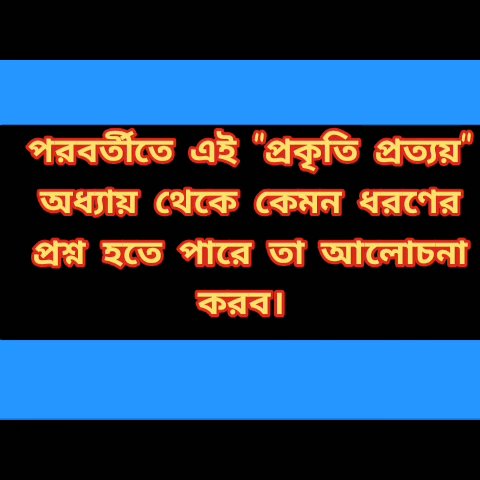 পরবর্তীতে এই "প্রকৃতি প্রত্যয়"
অধ্যায় থেকে কেমন ধরণের
প্রশ্ন হতে পারে তা আলোচনা
করব।